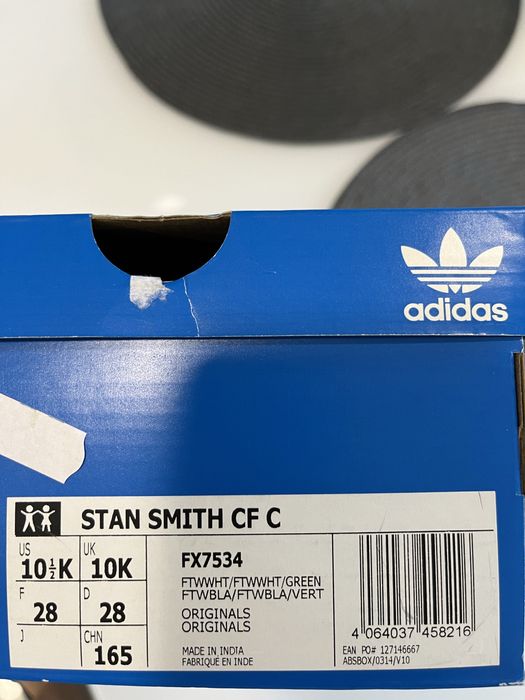 adidas
STAN SMITH CF C
US
10½K
UK
10K
F
28
D
28
J
CHN
165
FX7534
FTWWHT/FTWWHT/GREEN
FTWBLA/FTWBLA/VERT
ORIGINALS
ORIGINALS
MADE IN INDIA
FABRIQUÉ EN INDE
4 064037 458216
EAN PO# 127146667
ABSBOX/0314/V10